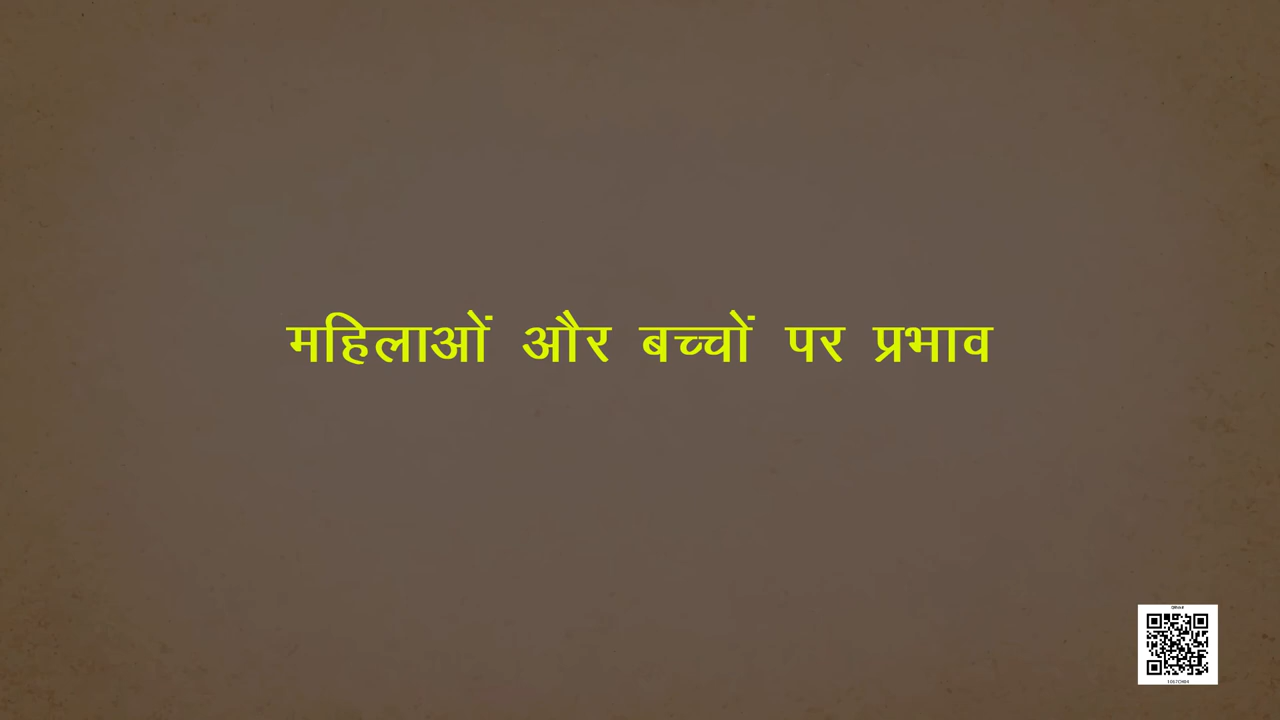 महिलाओं और बच्चों पर प्रभाव